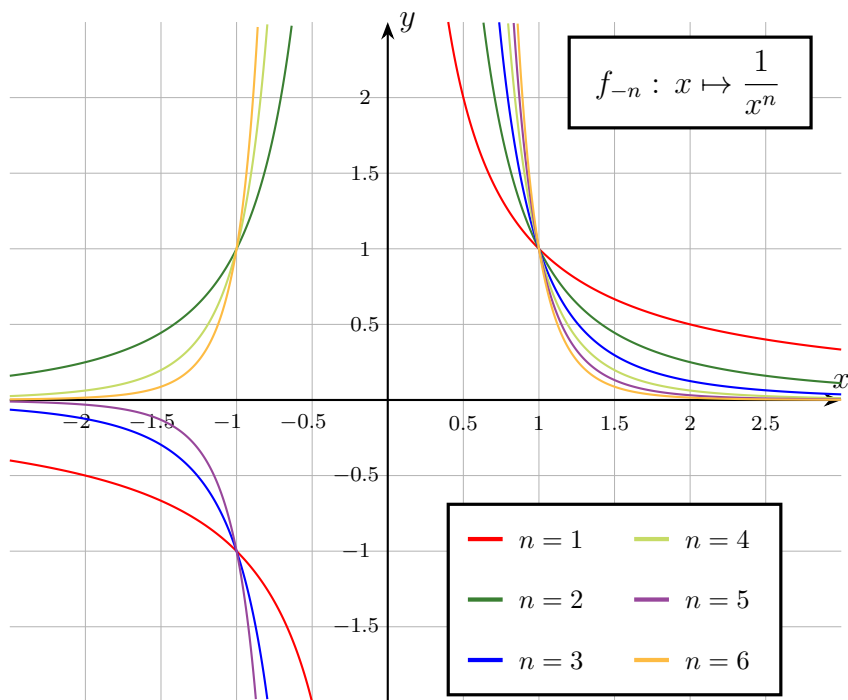 y
f₋ₙ : x ↦ 1/xⁿ
2
1.5
1
0.5
x
−2 −1.5 −1 −0.5 0.5 1 1.5 2 2.5
−0.5
−1
−1.5
n = 1 n = 4
n = 2 n = 5
n = 3 n = 6